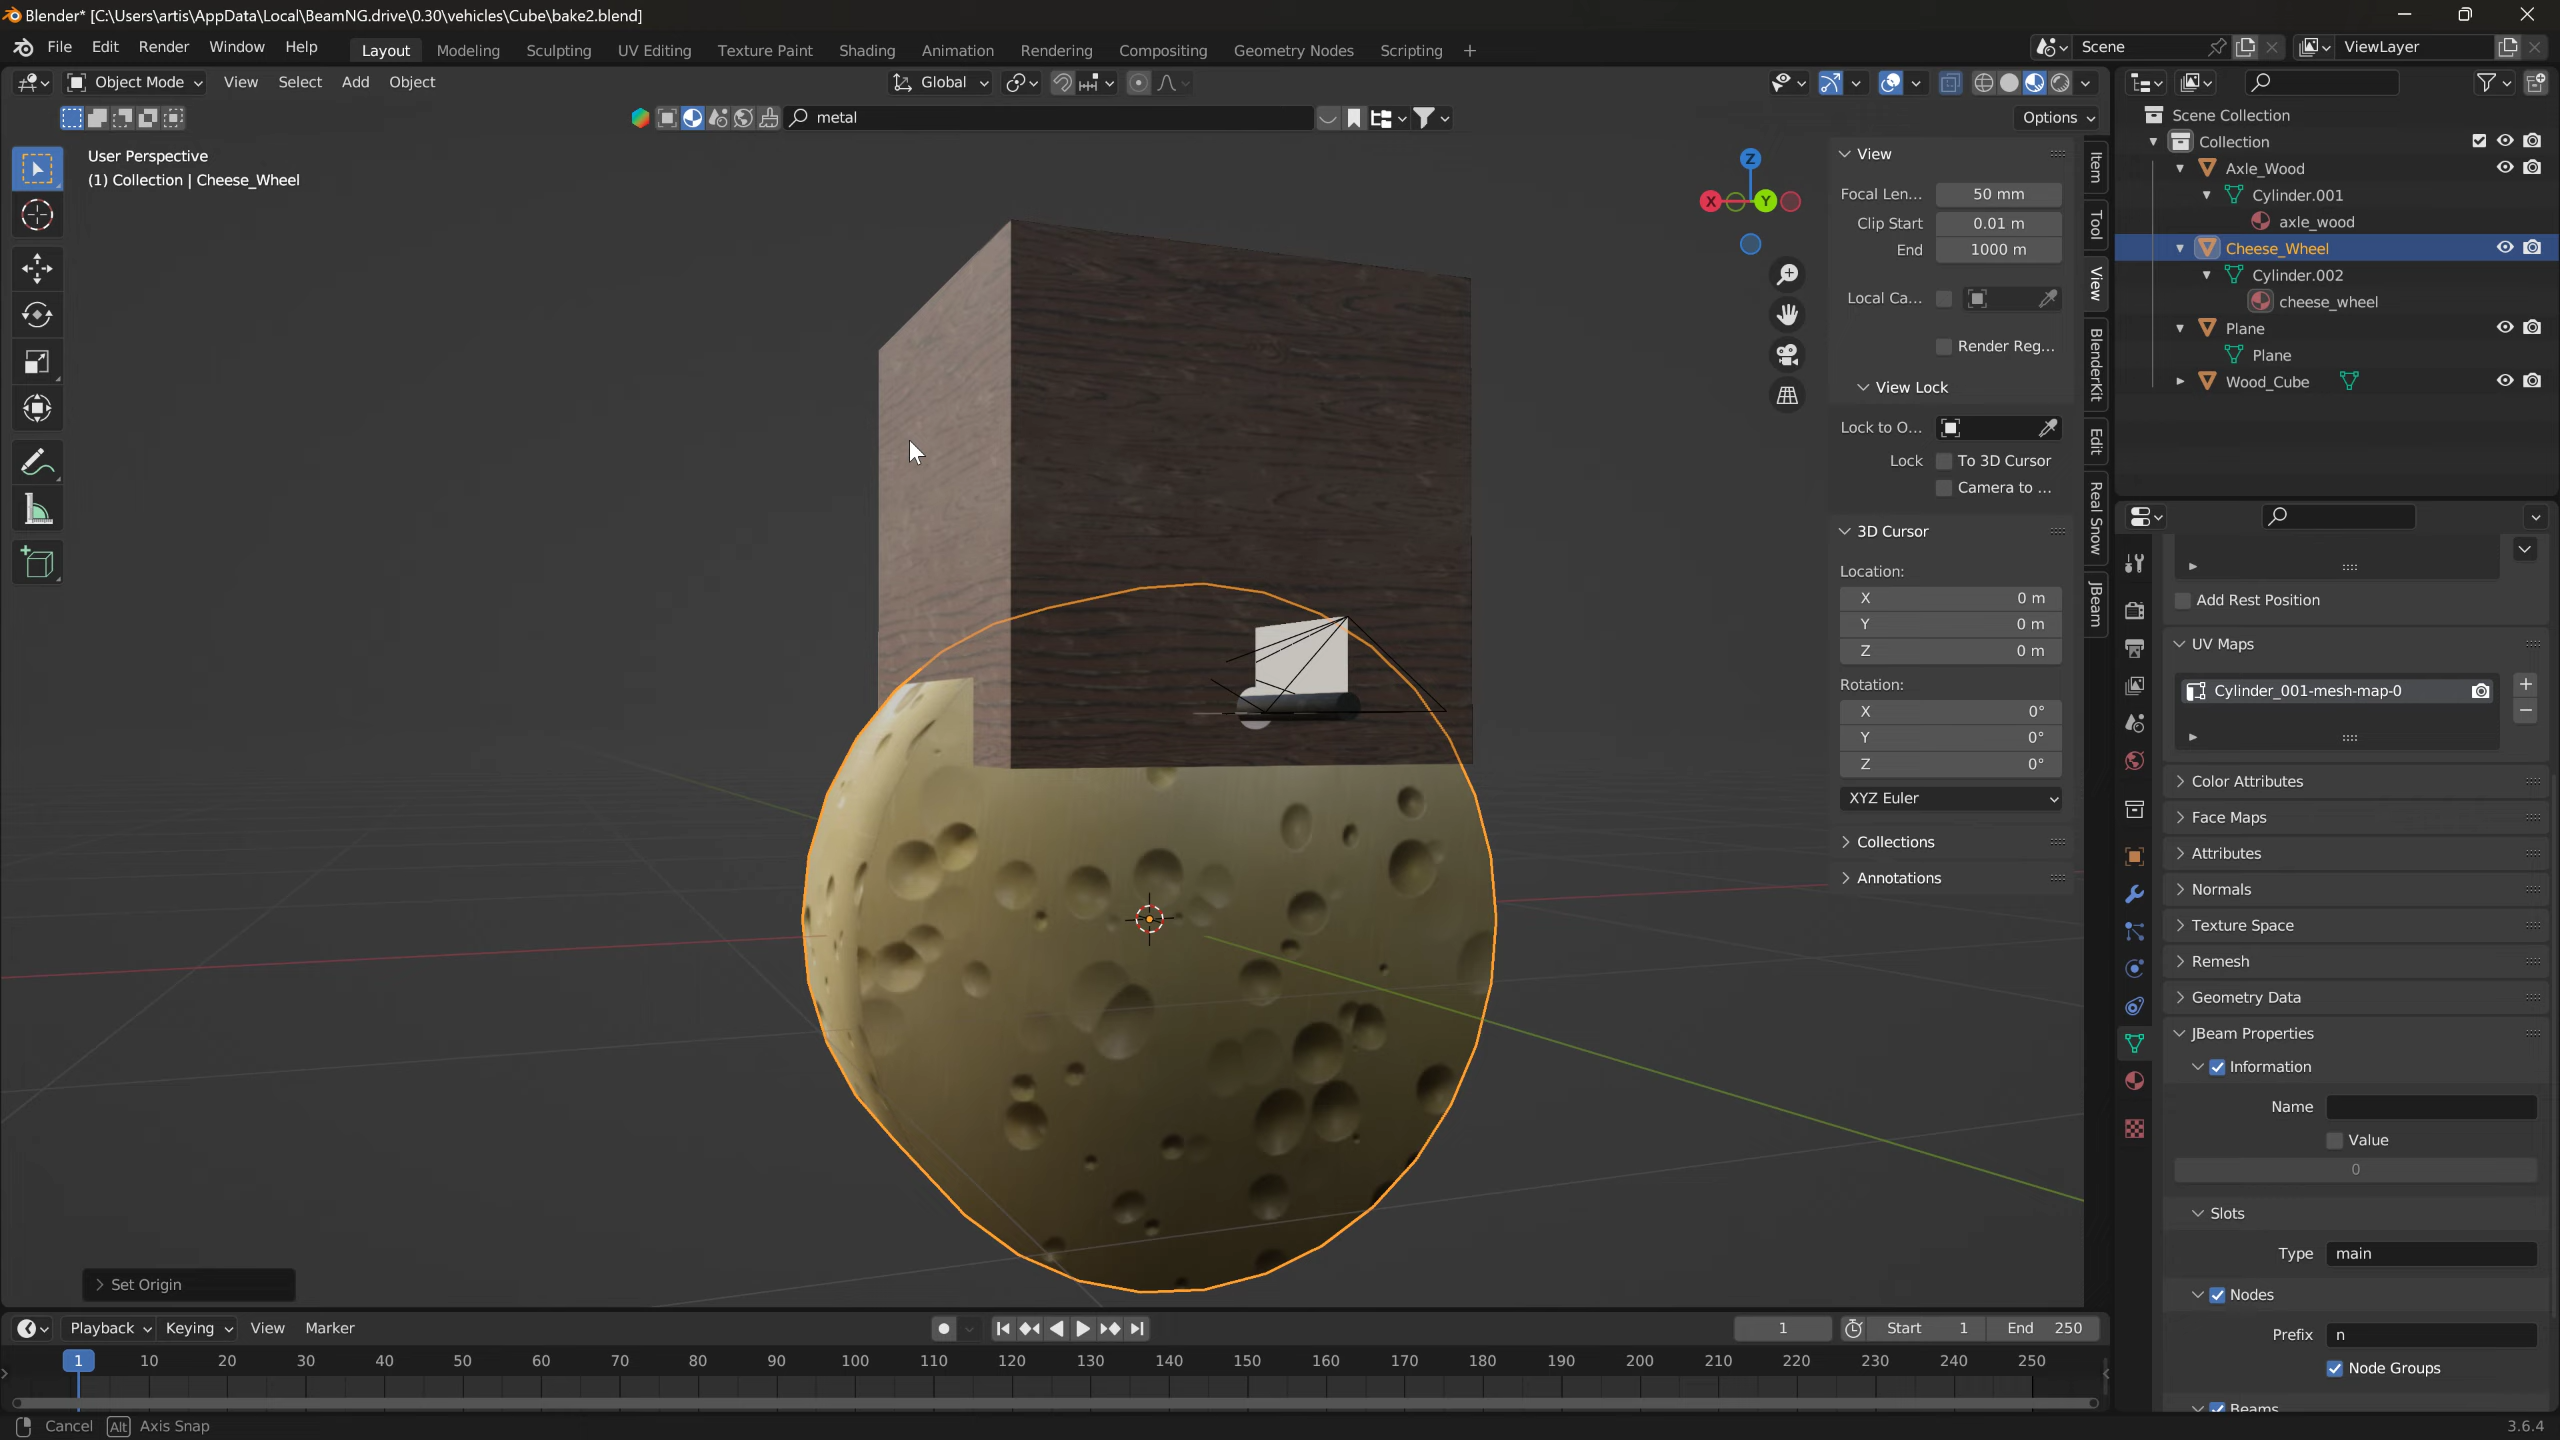 Blender* [C:\Users\artis\AppData\Local\BeamNG.drive\0.30\vehicles\Cube\bake2.blend]
File Edit Render Window Help Layout Modeling Sculpting UV Editing Texture Paint Shading Animation Rendering Compositing Geometry Nodes Scripting + Scene ViewLayer
Object Mode View Select Add Object Global
metal Options
User Perspective
(1) Collection | Cheese_Wheel
X Y Z
View
Focal Len... 50 mm
Clip Start 0.01 m
End 1000 m
Local Ca...
Render Reg...
View Lock
Lock to O...
Lock To 3D Cursor
Camera to ...
3D Cursor
Location:
X 0 m
Y 0 m
Z 0 m
Rotation:
X 0°
Y 0°
Z 0°
XYZ Euler
Collections
Annotations
Item
Tool
View
BlenderKit
Edit
Real Snow
JBeam
Scene Collection
Collection
Axle_Wood
Cylinder.001
axle_wood
Cheese_Wheel
Cylinder.002
cheese_wheel
Plane
Plane
Wood_Cube
Add Rest Position
UV Maps
Cylinder_001-mesh-map-0
Color Attributes
Face Maps
Attributes
Normals
Texture Space
Remesh
Geometry Data
JBeam Properties
Information
Name
Value
0
Slots
Type main
Nodes
Prefix n
Node Groups
Beams
Set Origin
Playback Keying View Marker 1 Start 1 End 250
1 10 20 30 40 50 60 70 80 90 100 110 120 130 140 150 160 170 180 190 200 210 220 230 240 250
Cancel Alt Axis Snap 3.6.4